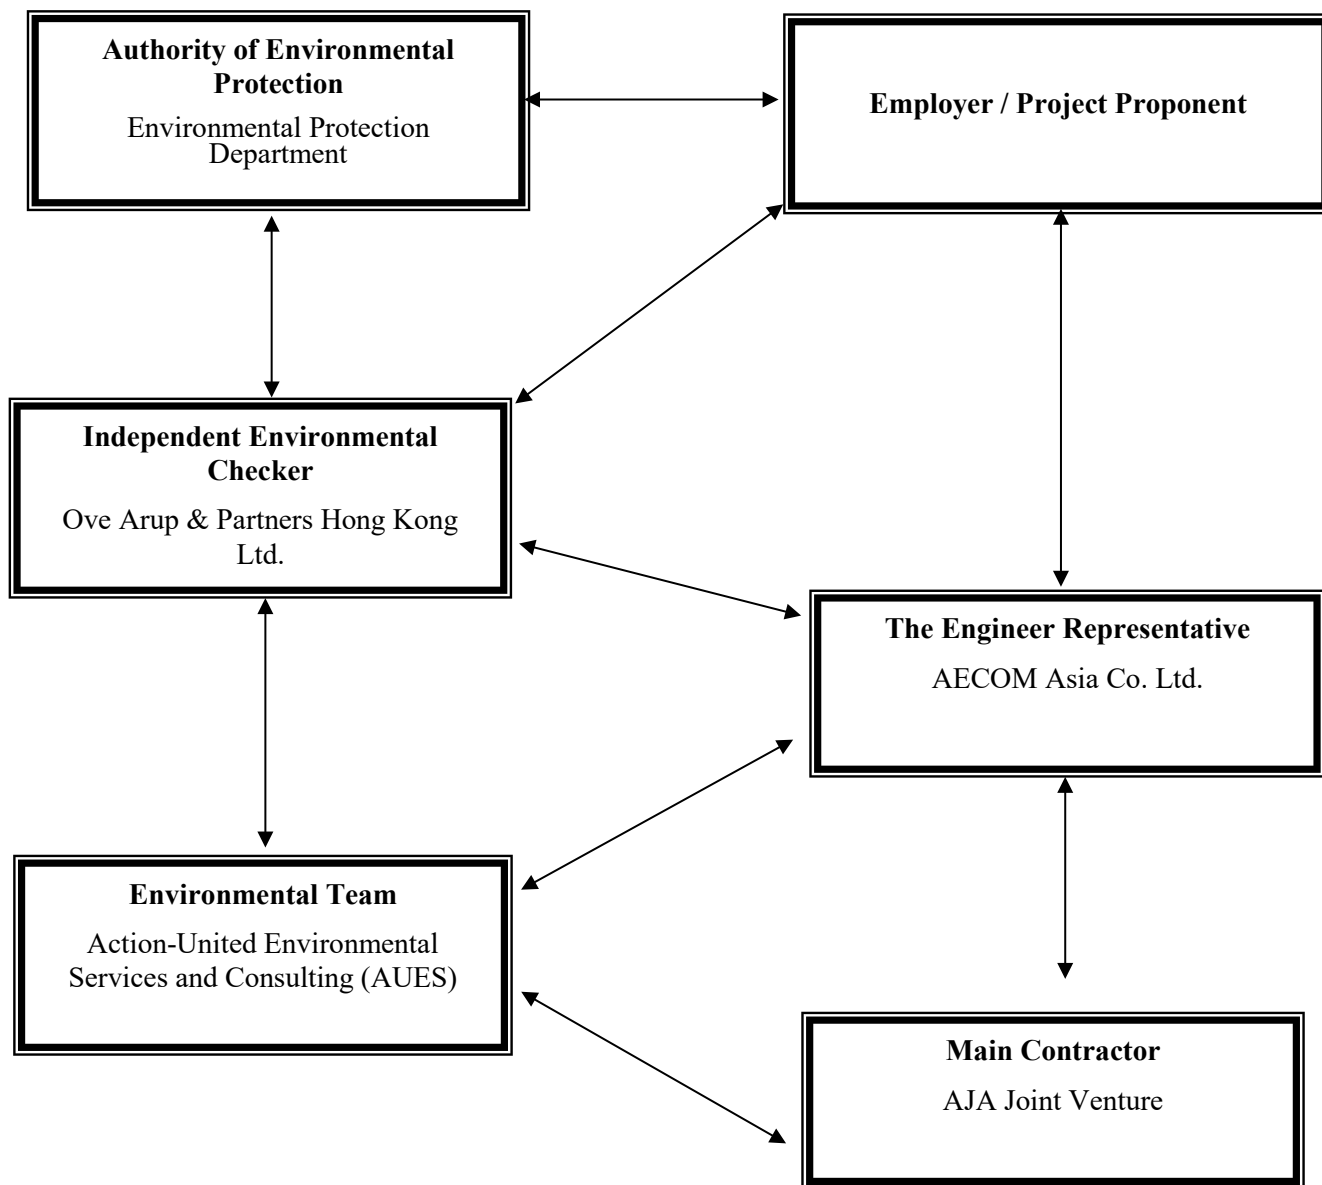 Authority of Environmental
Protection
Environmental Protection
Department
Employer / Project Proponent
Independent Environmental
Checker
Ove Arup & Partners Hong Kong
Ltd.
The Engineer Representative
AECOM Asia Co. Ltd.
Environmental Team
Action-United Environmental
Services and Consulting (AUES)
Main Contractor
AJA Joint Venture